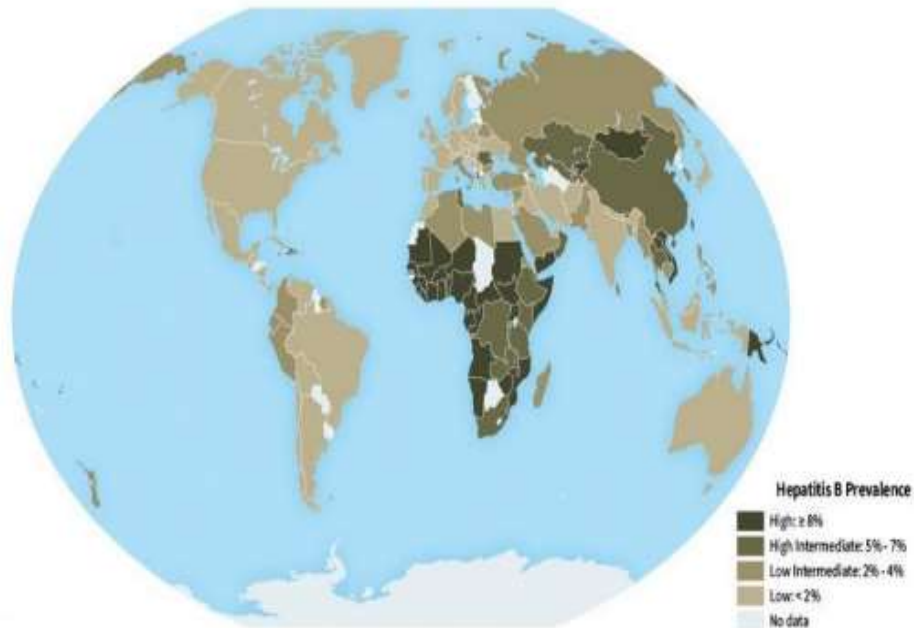 Hepatitis B Prevalence
High: ≥ 8%
High Intermediate: 5% - 7%
Low Intermediate: 2% - 4%
Low: < 2%
No data